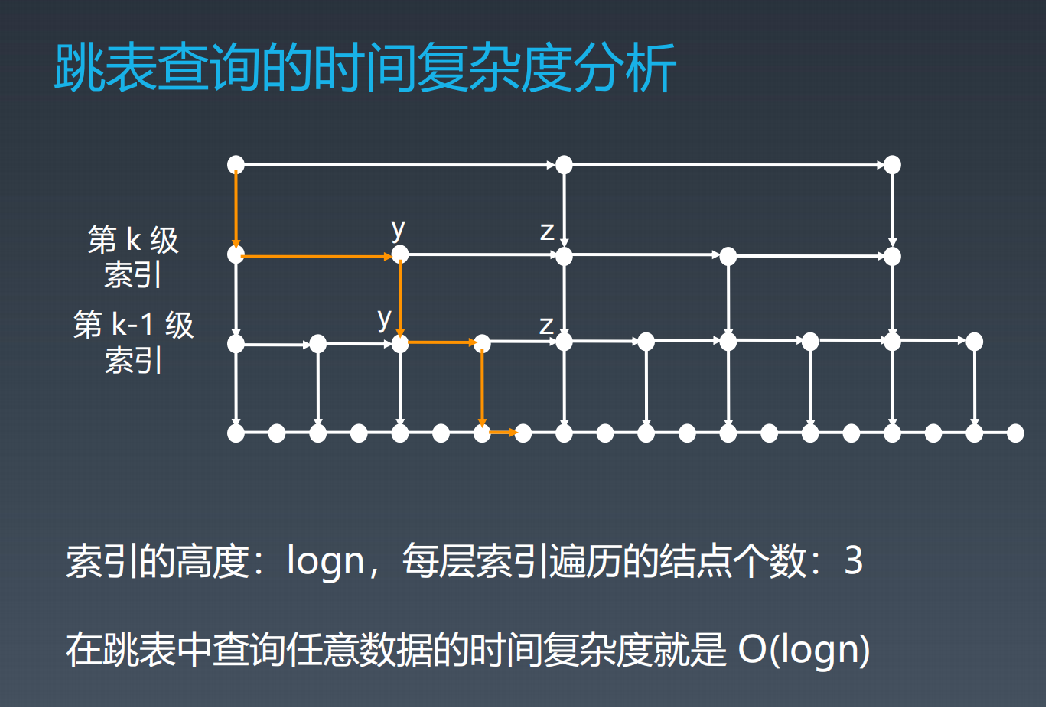 跳表查询的时间复杂度分析
y
z
第 k 级
索引
y
z
第 k-1 级
索引
索引的高度：logn，每层索引遍历的结点个数：3
在跳表中查询任意数据的时间复杂度就是 O(logn)